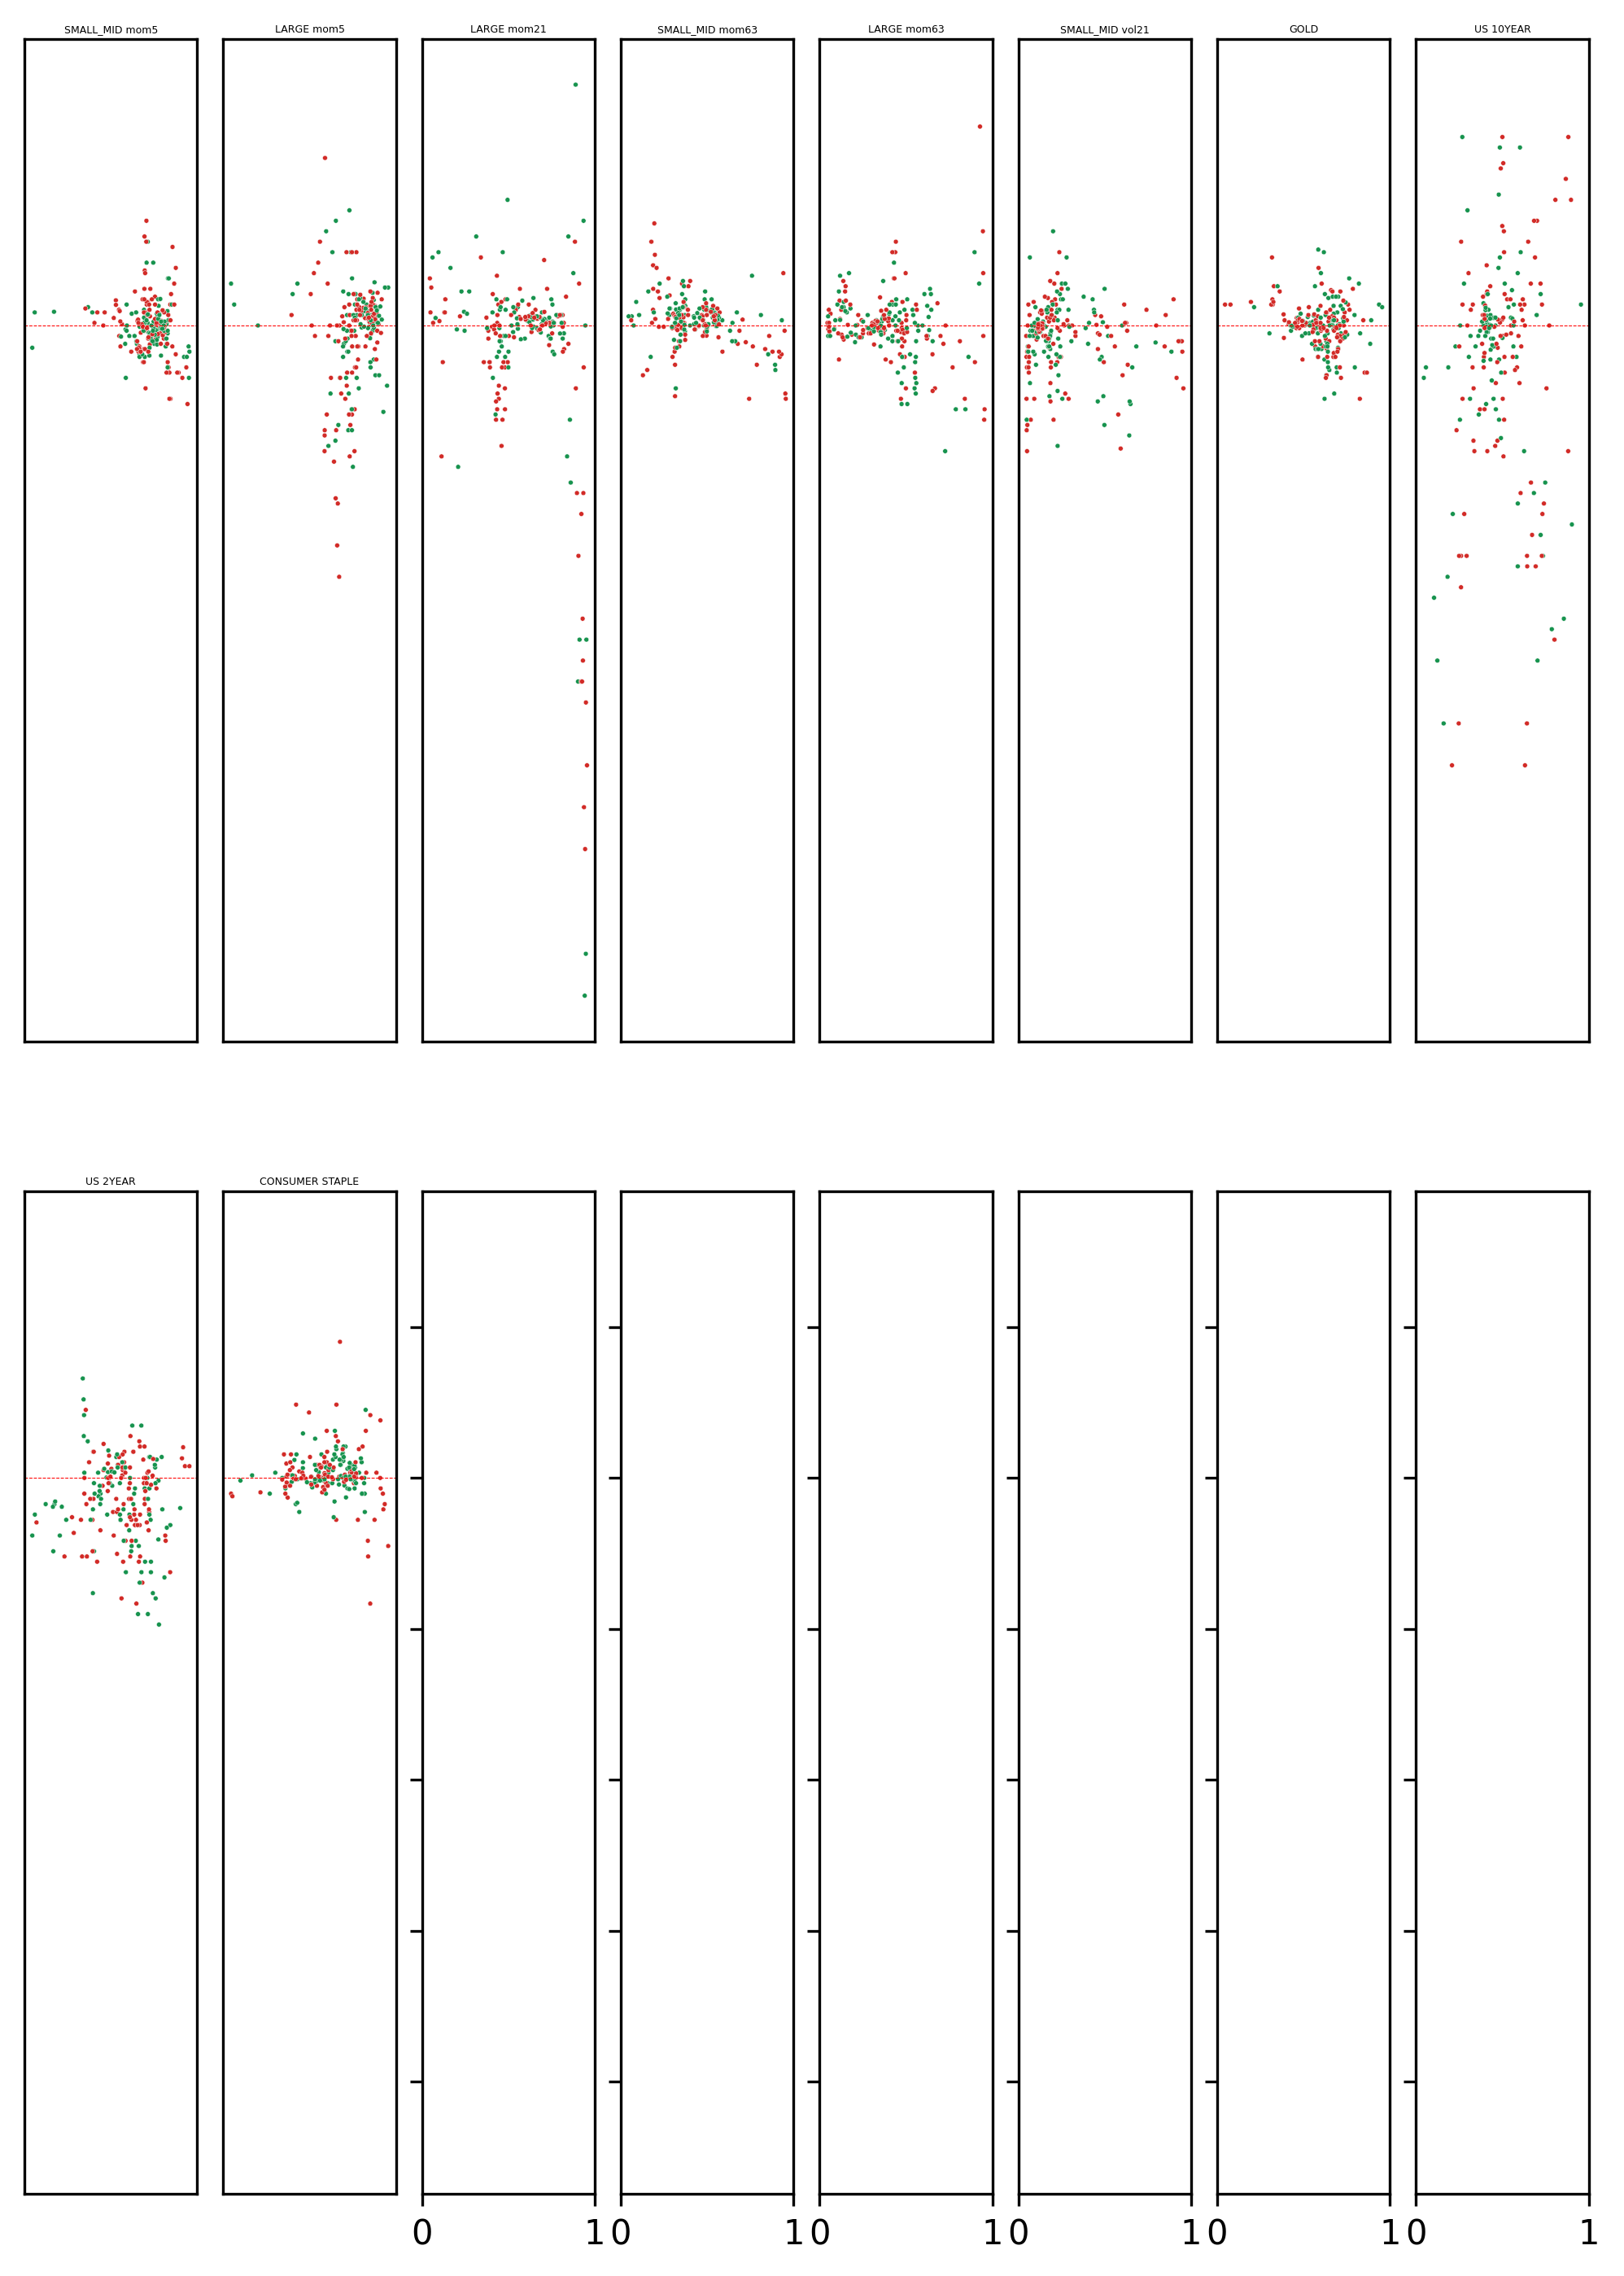 SMALL_MID mom5
LARGE mom5
LARGE mom21
SMALL_MID mom63
LARGE mom63
SMALL_MID vol21
GOLD
US 10YEAR
US 2YEAR
CONSUMER STAPLE
0 1 0 1 0 1 0 1 0 1 0 1